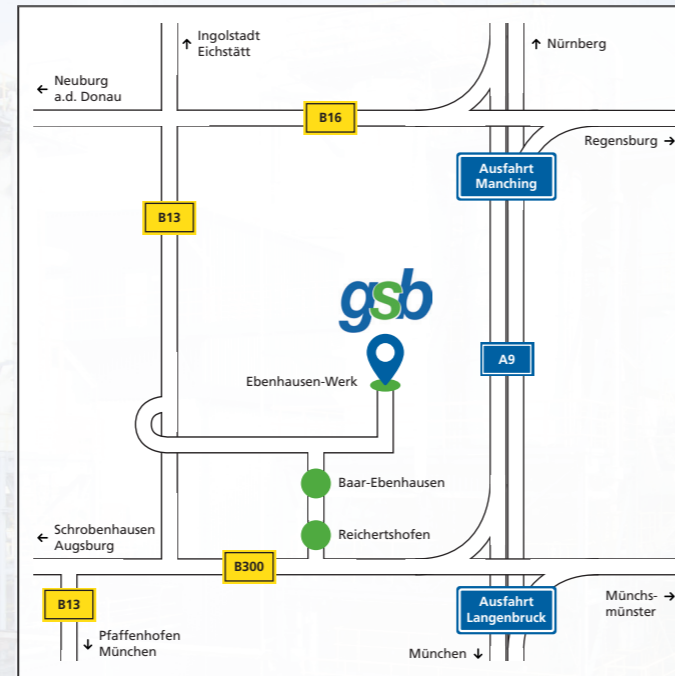 Ingolstadt
Eichstätt
Nürnberg
Neuburg
a.d. Donau
B16
Regensburg
Ausfahrt
Manching
B13
gsb
A9
Ebenhausen-Werk
Baar-Ebenhausen
Schrobenhausen
Augsburg
Reichertshofen
B300
B13
Ausfahrt
Langenbruck
Münchs-
münster
Pfaffenhofen
München
München